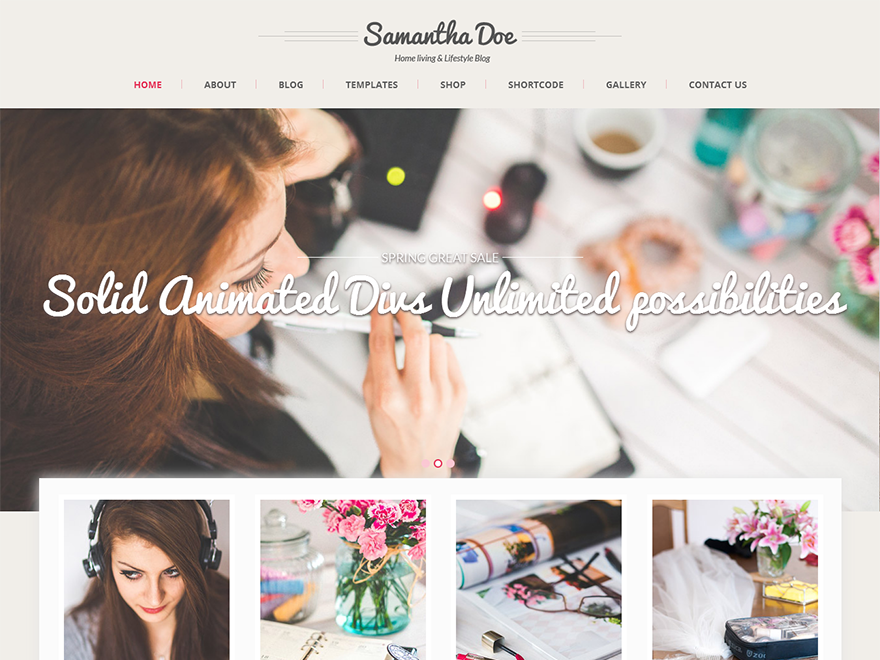 Samantha Doe
Home living & Lifestyle Blog
HOME ABOUT BLOG TEMPLATES SHOP SHORTCODE GALLERY CONTACT US
SPRING GREAT SALE
Solid Animated Divs Unlimited possibilities